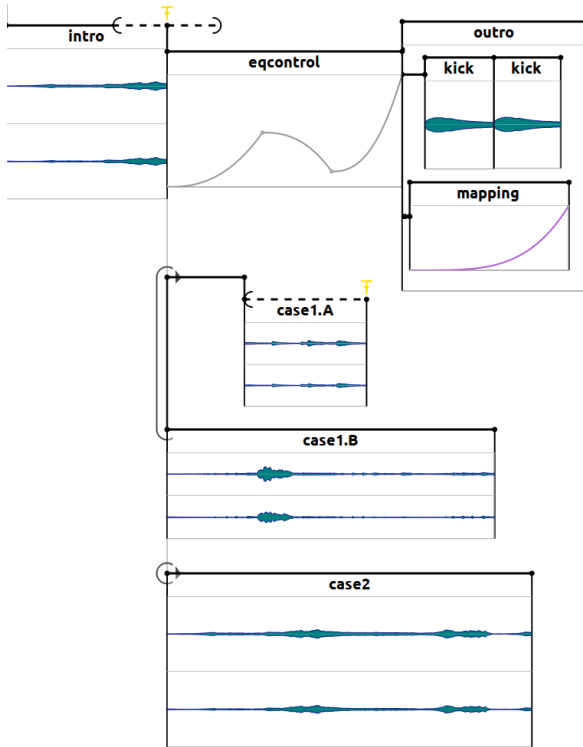 intro
eqcontrol
outro
kick kick
mapping
case1.A
case1.B
case2